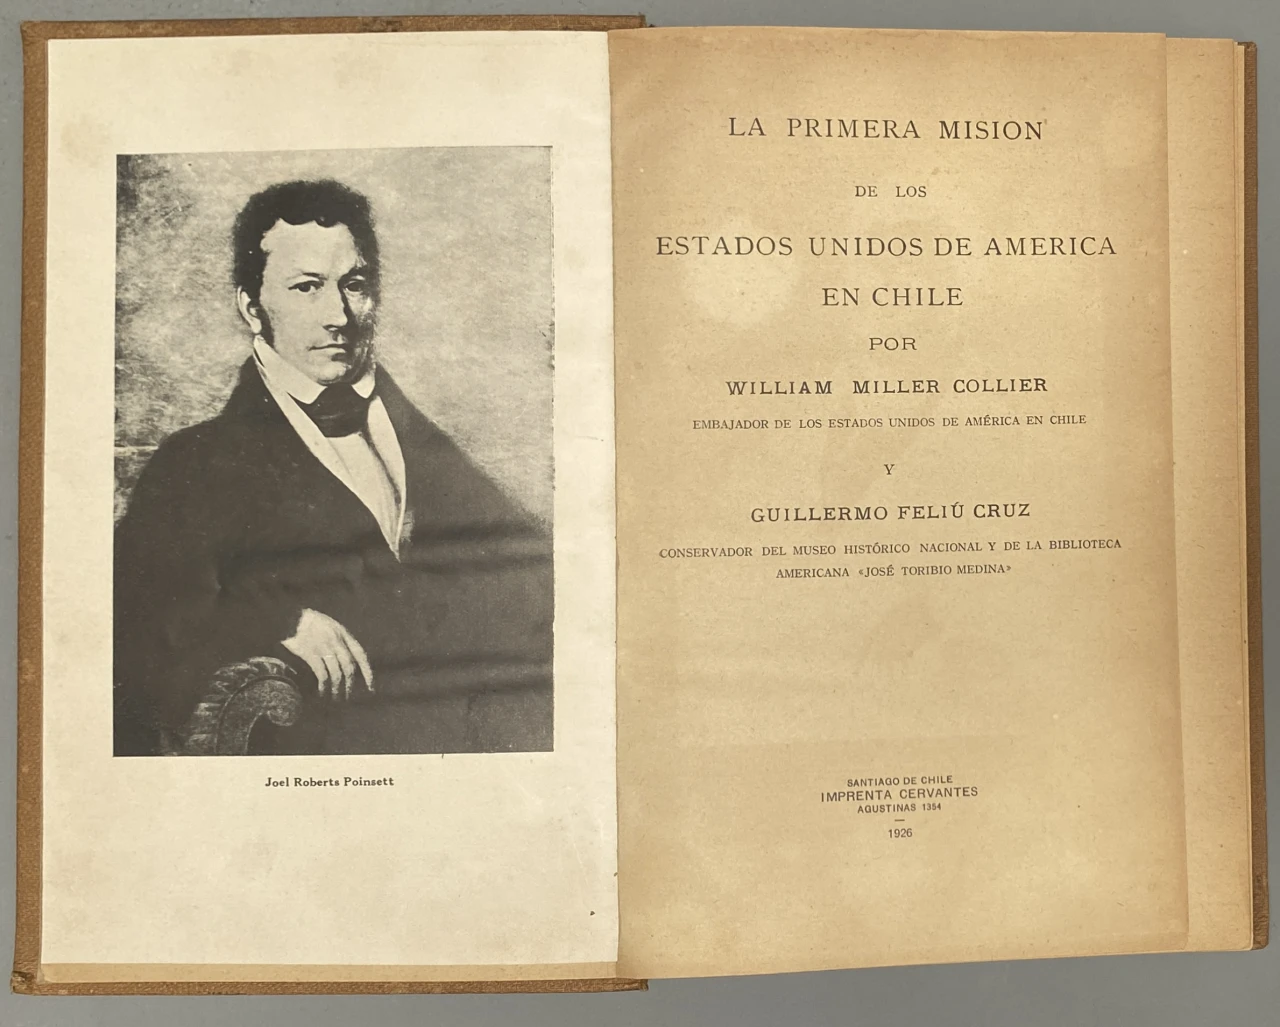 Joel Roberts Poinsett
LA PRIMERA MISION
DE LOS
ESTADOS UNIDOS DE AMERICA
EN CHILE
POR
WILLIAM MILLER COLLIER
EMBAJADOR DE LOS ESTADOS UNIDOS DE AMÉRICA EN CHILE
Y
GUILLERMO FELIÚ CRUZ
CONSERVADOR DEL MUSEO HISTÓRICO NACIONAL Y DE LA BIBLIOTECA
AMERICANA «JOSÉ TORIBIO MEDINA»
SANTIAGO DE CHILE
IMPRENTA CERVANTES
AGUSTINAS 1354
—
1926